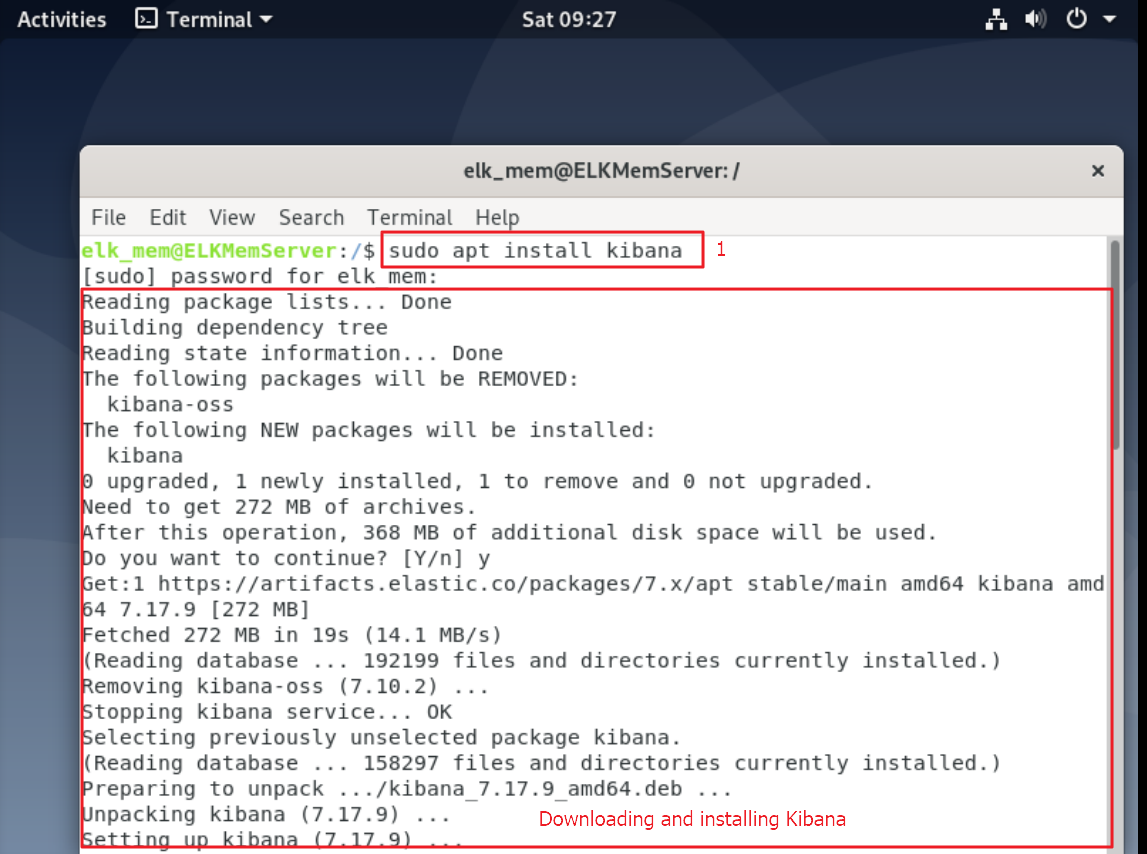 Activities Terminal Sat 09:27
elk_mem@ELKMemServer: /
File Edit View Search Terminal Help
elk_mem@ELKMemServer:/$ sudo apt install kibana 1
[sudo] password for elk_mem:
Reading package lists... Done
Building dependency tree
Reading state information... Done
The following packages will be REMOVED:
  kibana-oss
The following NEW packages will be installed:
  kibana
0 upgraded, 1 newly installed, 1 to remove and 0 not upgraded.
Need to get 272 MB of archives.
After this operation, 368 MB of additional disk space will be used.
Do you want to continue? [Y/n] y
Get:1 https://artifacts.elastic.co/packages/7.x/apt stable/main amd64 kibana amd
64 7.17.9 [272 MB]
Fetched 272 MB in 19s (14.1 MB/s)
(Reading database ... 192199 files and directories currently installed.)
Removing kibana-oss (7.10.2) ...
Stopping kibana service... OK
Selecting previously unselected package kibana.
(Reading database ... 158297 files and directories currently installed.)
Preparing to unpack .../kibana_7.17.9_amd64.deb ...
Unpacking kibana (7.17.9) ...
Downloading and installing Kibana
Setting up kibana (7.17.9) ...